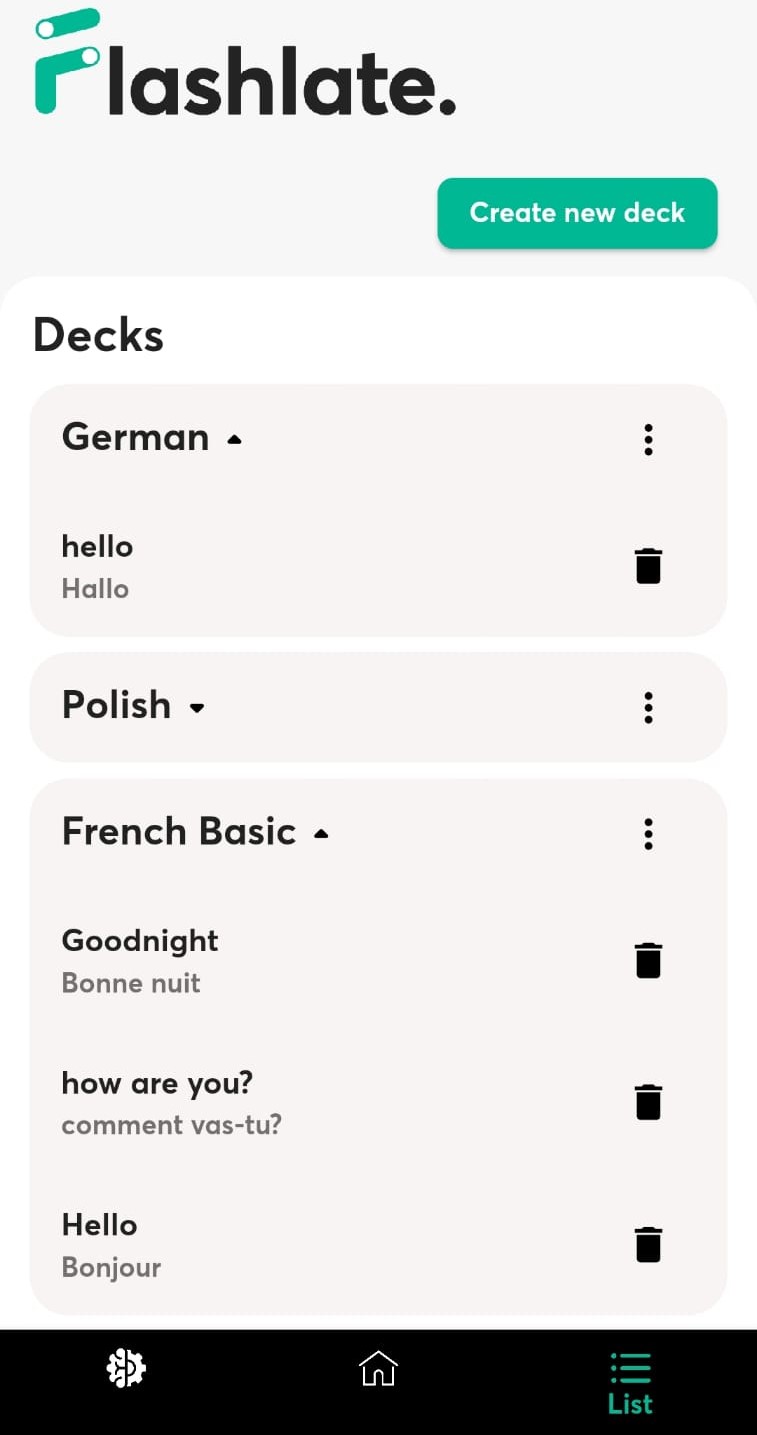 Flashlate.
Create new deck
Decks
German
hello
Hallo
Polish
French Basic
Goodnight
Bonne nuit
how are you?
comment vas-tu?
Hello
Bonjour
List